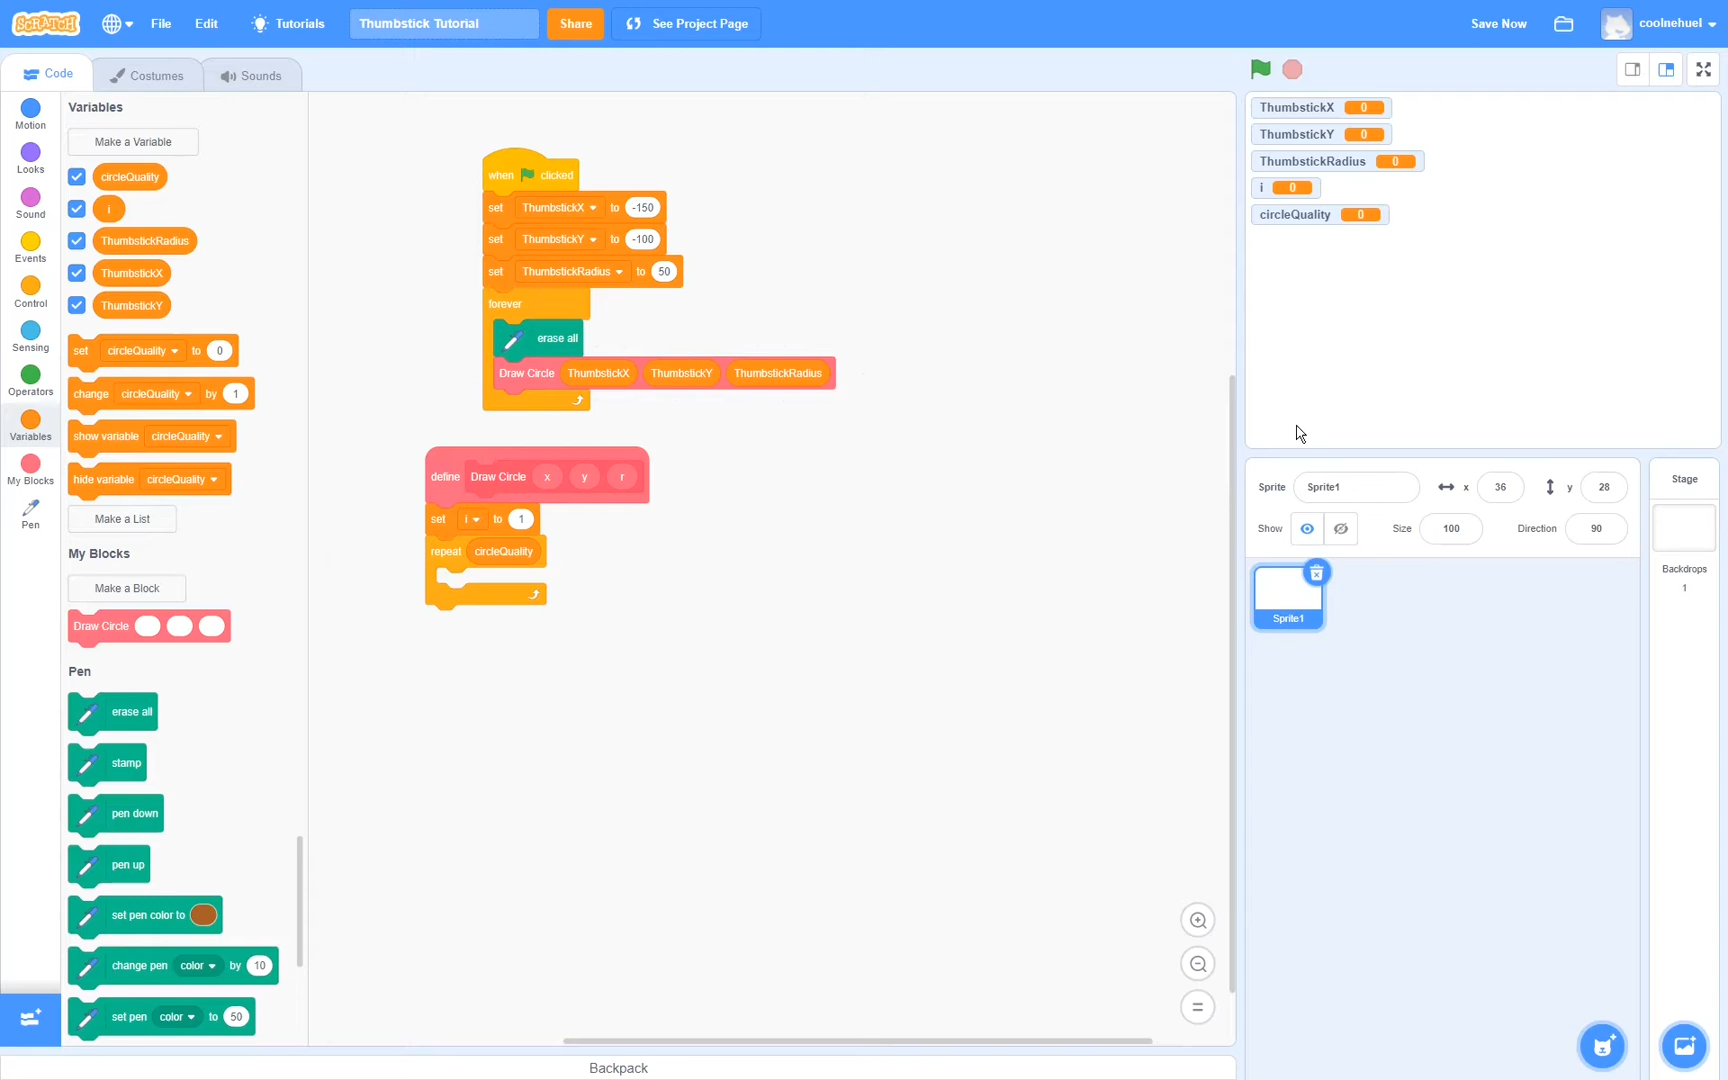 SCRATCH File Edit Tutorials Thumbstick Tutorial Share See Project Page Save Now coolnehuel
Code Costumes Sounds
Motion
Looks
Sound
Events
Control
Sensing
Operators
Variables
My Blocks
Pen
Variables
Make a Variable
circleQuality
i
ThumbstickRadius
ThumbstickX
ThumbstickY
set circleQuality to 0
change circleQuality by 1
show variable circleQuality
hide variable circleQuality
Make a List
My Blocks
Make a Block
Draw Circle
Pen
erase all
stamp
pen down
pen up
set pen color to
change pen color by 10
set pen color to 50
when clicked
set ThumbstickX to -150
set ThumbstickY to -100
set ThumbstickRadius to 50
forever
erase all
Draw Circle ThumbstickX ThumbstickY ThumbstickRadius
define Draw Circle x y r
set i to 1
repeat circleQuality
Backpack
ThumbstickX 0
ThumbstickY 0
ThumbstickRadius 0
i 0
circleQuality 0
Sprite Sprite1 x 36 y 28
Show Size 100 Direction 90
Sprite1
Stage
Backdrops
1